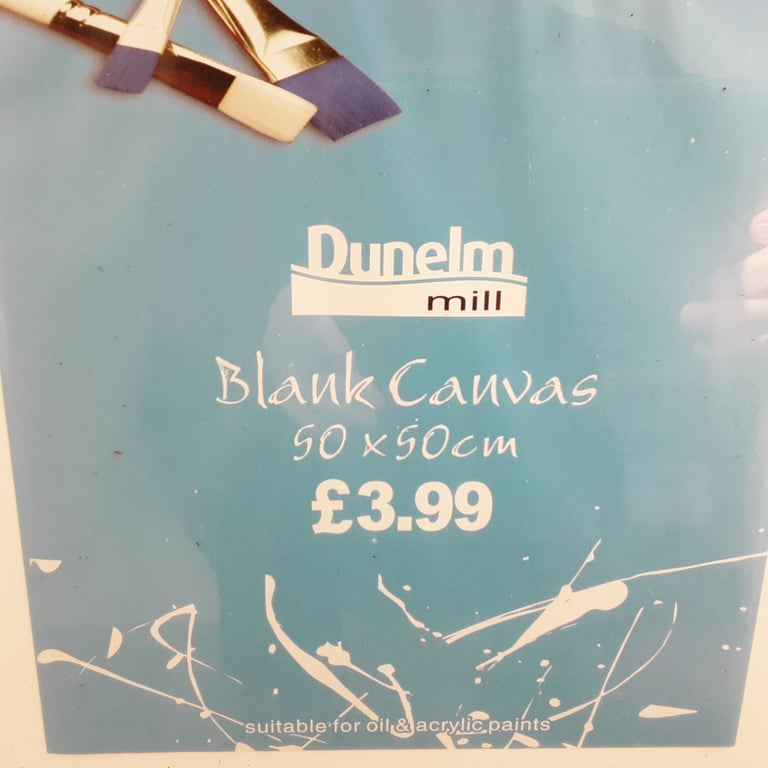 Dunelm
mill
Blank Canvas
50 x 50cm
£3.99
suitable for oil & acrylic paints